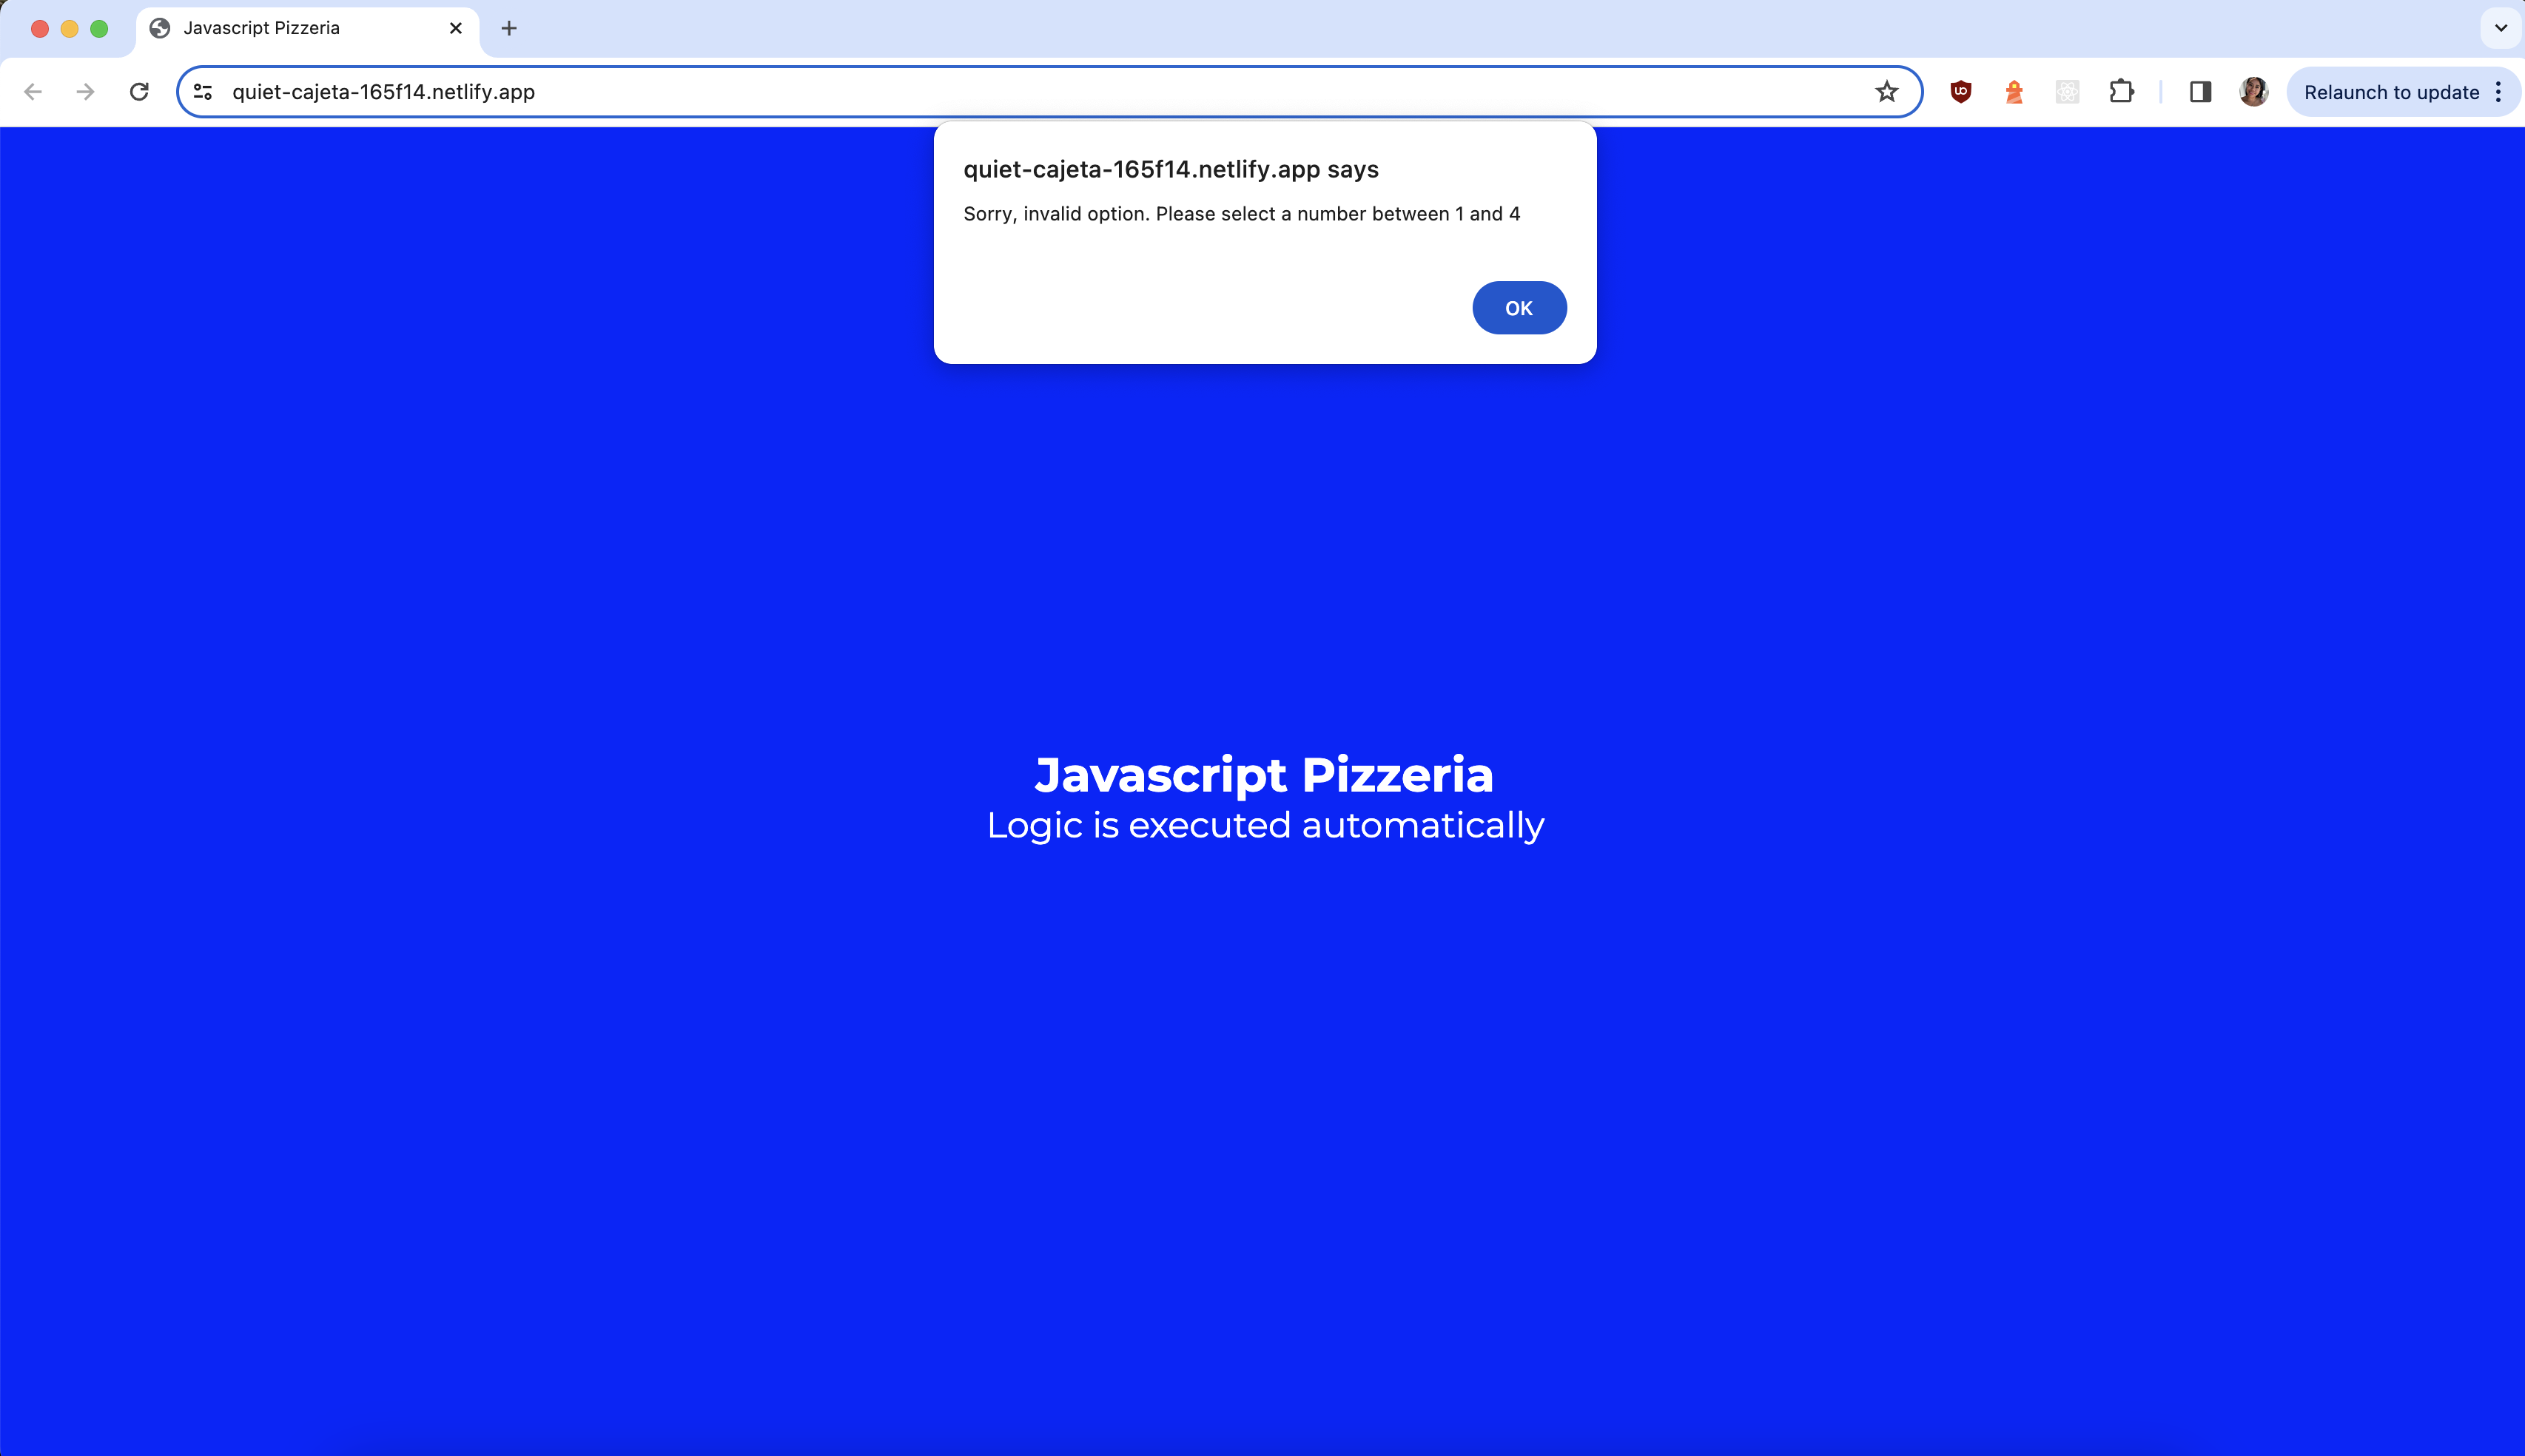 Javascript Pizzeria
quiet-cajeta-165f14.netlify.app
Relaunch to update
quiet-cajeta-165f14.netlify.app says
Sorry, invalid option. Please select a number between 1 and 4
OK
Javascript Pizzeria
Logic is executed automatically